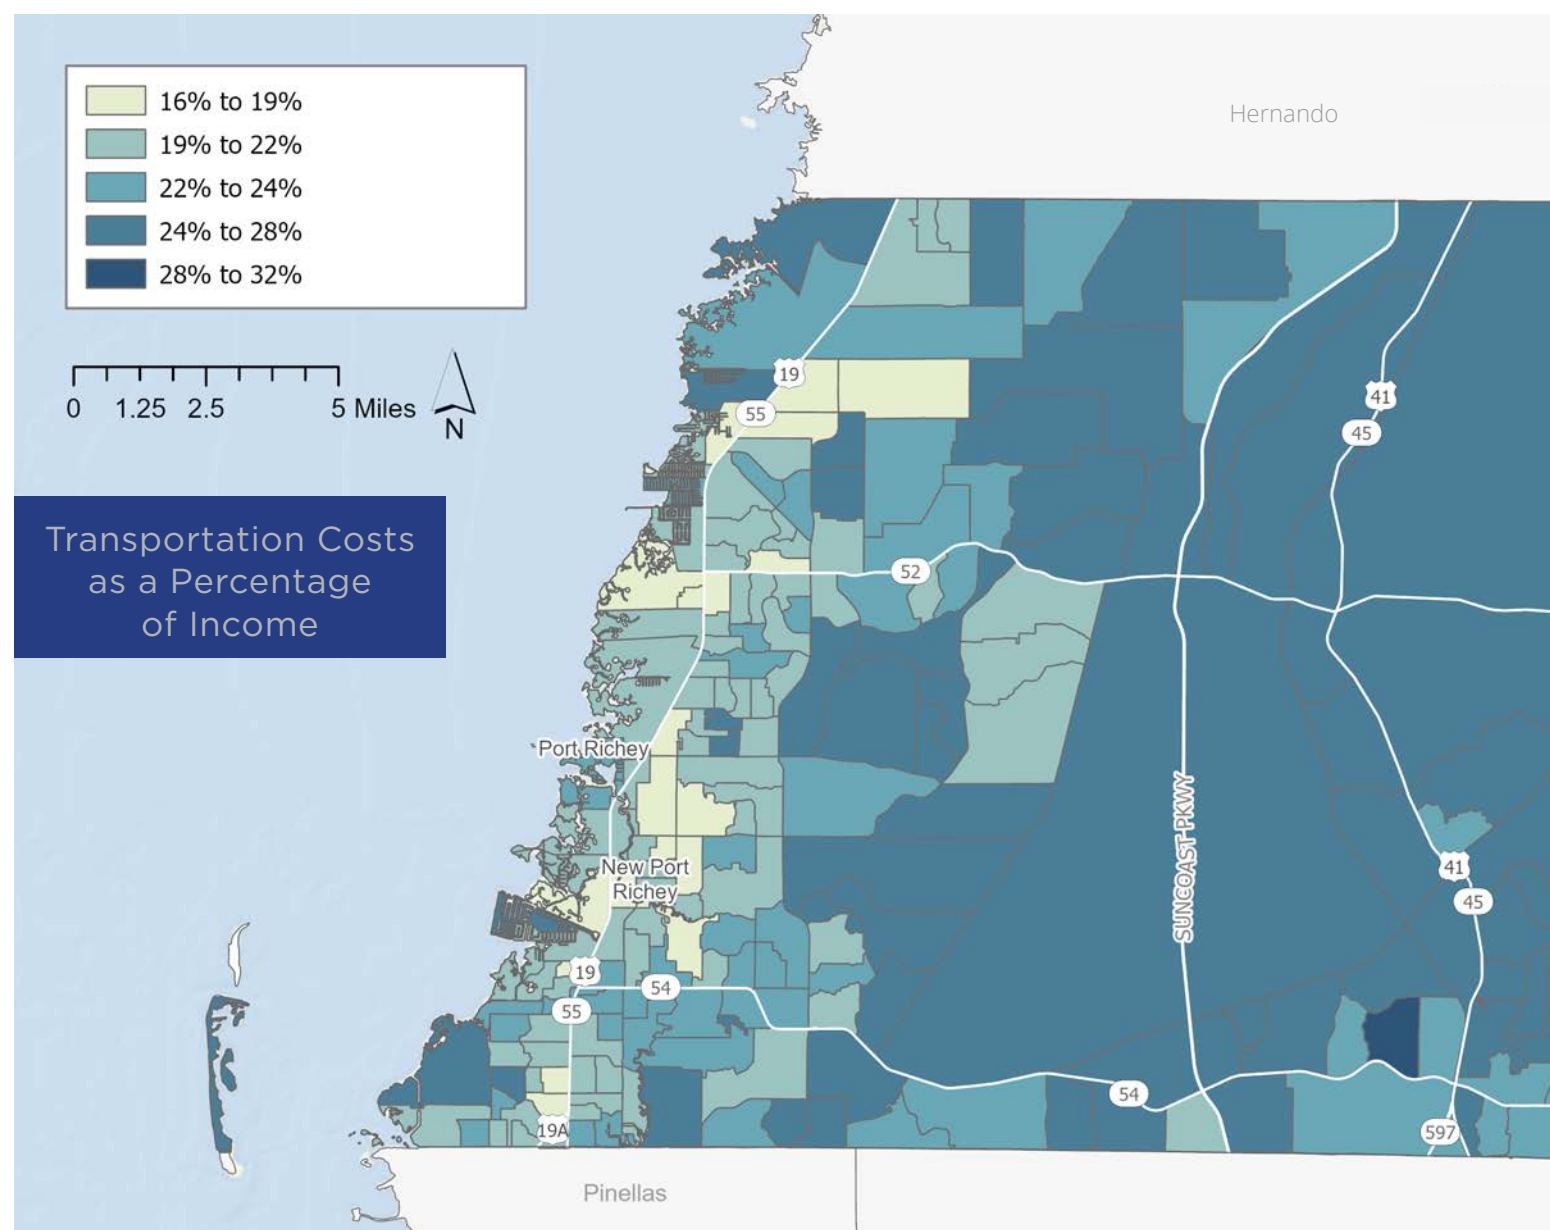 Hernando
16% to 19%
19% to 22%
22% to 24%
24% to 28%
28% to 32%
0 1.25 2.5 5 Miles
N
19
55
41
45
Transportation Costs
as a Percentage
of Income
52
Port Richey
SUNCOAST PKWY
New Port
Richey
41
45
19
54
55
54
19A
597
Pinellas